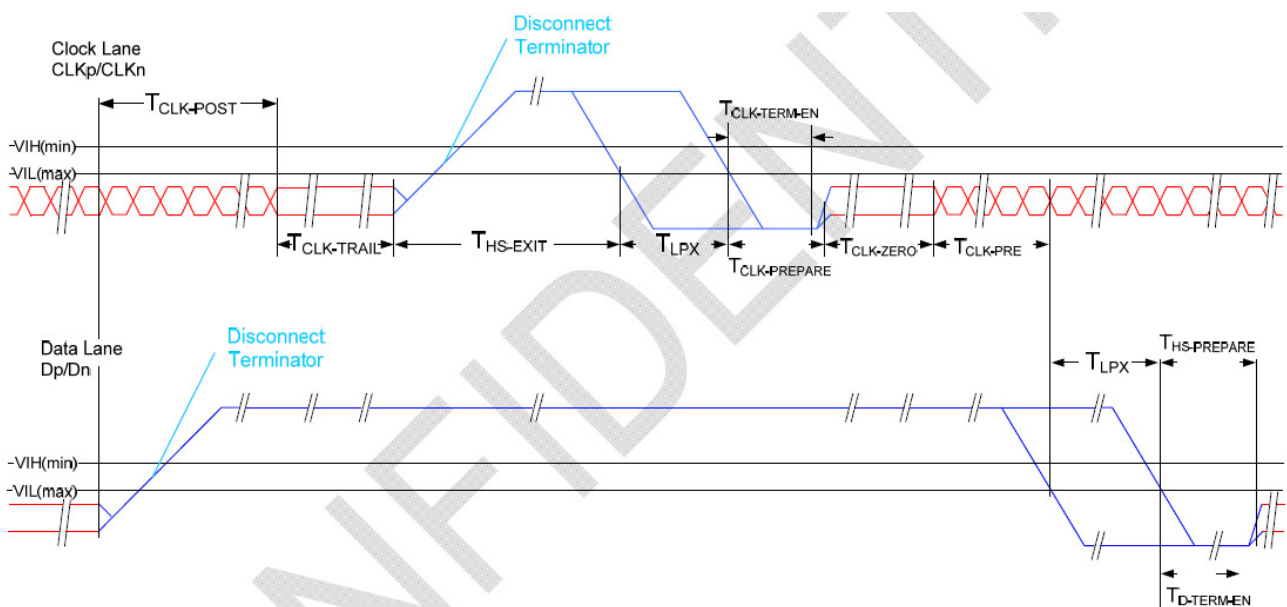 Disconnect
Terminator
Clock Lane
CLKp/CLKn
TCLK-POST
TCLK-TERM-EN
VIH(min)
VIL(max)
TCLK-TRAIL
THS-EXIT
TLPX
TCLK-PREPARE
TCLK-ZERO
TCLK-PRE
Disconnect
Terminator
Data Lane
Dp/Dn
TLPX
THS-PREPARE
VIH(min)
VIL(max)
TD-TERM-EN
NFIDENT